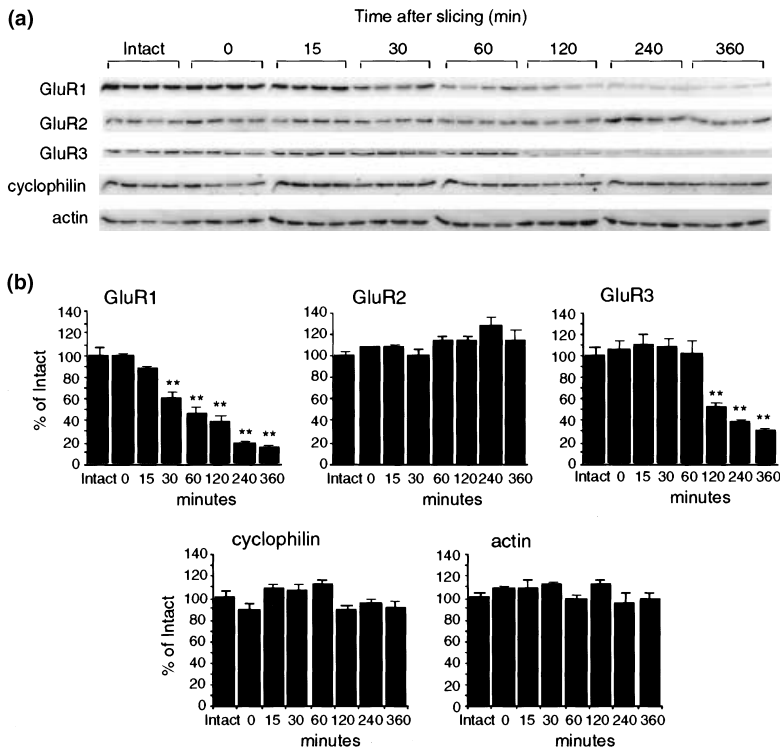 (a)
Time after slicing (min)
Intact 0 15 30 60 120 240 360
GluR1
GluR2
GluR3
cyclophilin
actin
(b)
GluR1
140
120
100
80
60
40
20
0
% of Intact
** ** ** ** **
Intact 0 15 30 60 120 240 360
minutes
GluR2
140
120
100
80
60
40
20
0
Intact 0 15 30 60 120 240 360
minutes
GluR3
140
120
100
80
60
40
20
0
** ** **
Intact 0 15 30 60 120 240 360
minutes
cyclophilin
140
120
100
80
60
40
20
0
% of Intact
Intact 0 15 30 60 120 240 360
minutes
actin
140
120
100
80
60
40
20
0
Intact 0 15 30 60 120 240 360
minutes